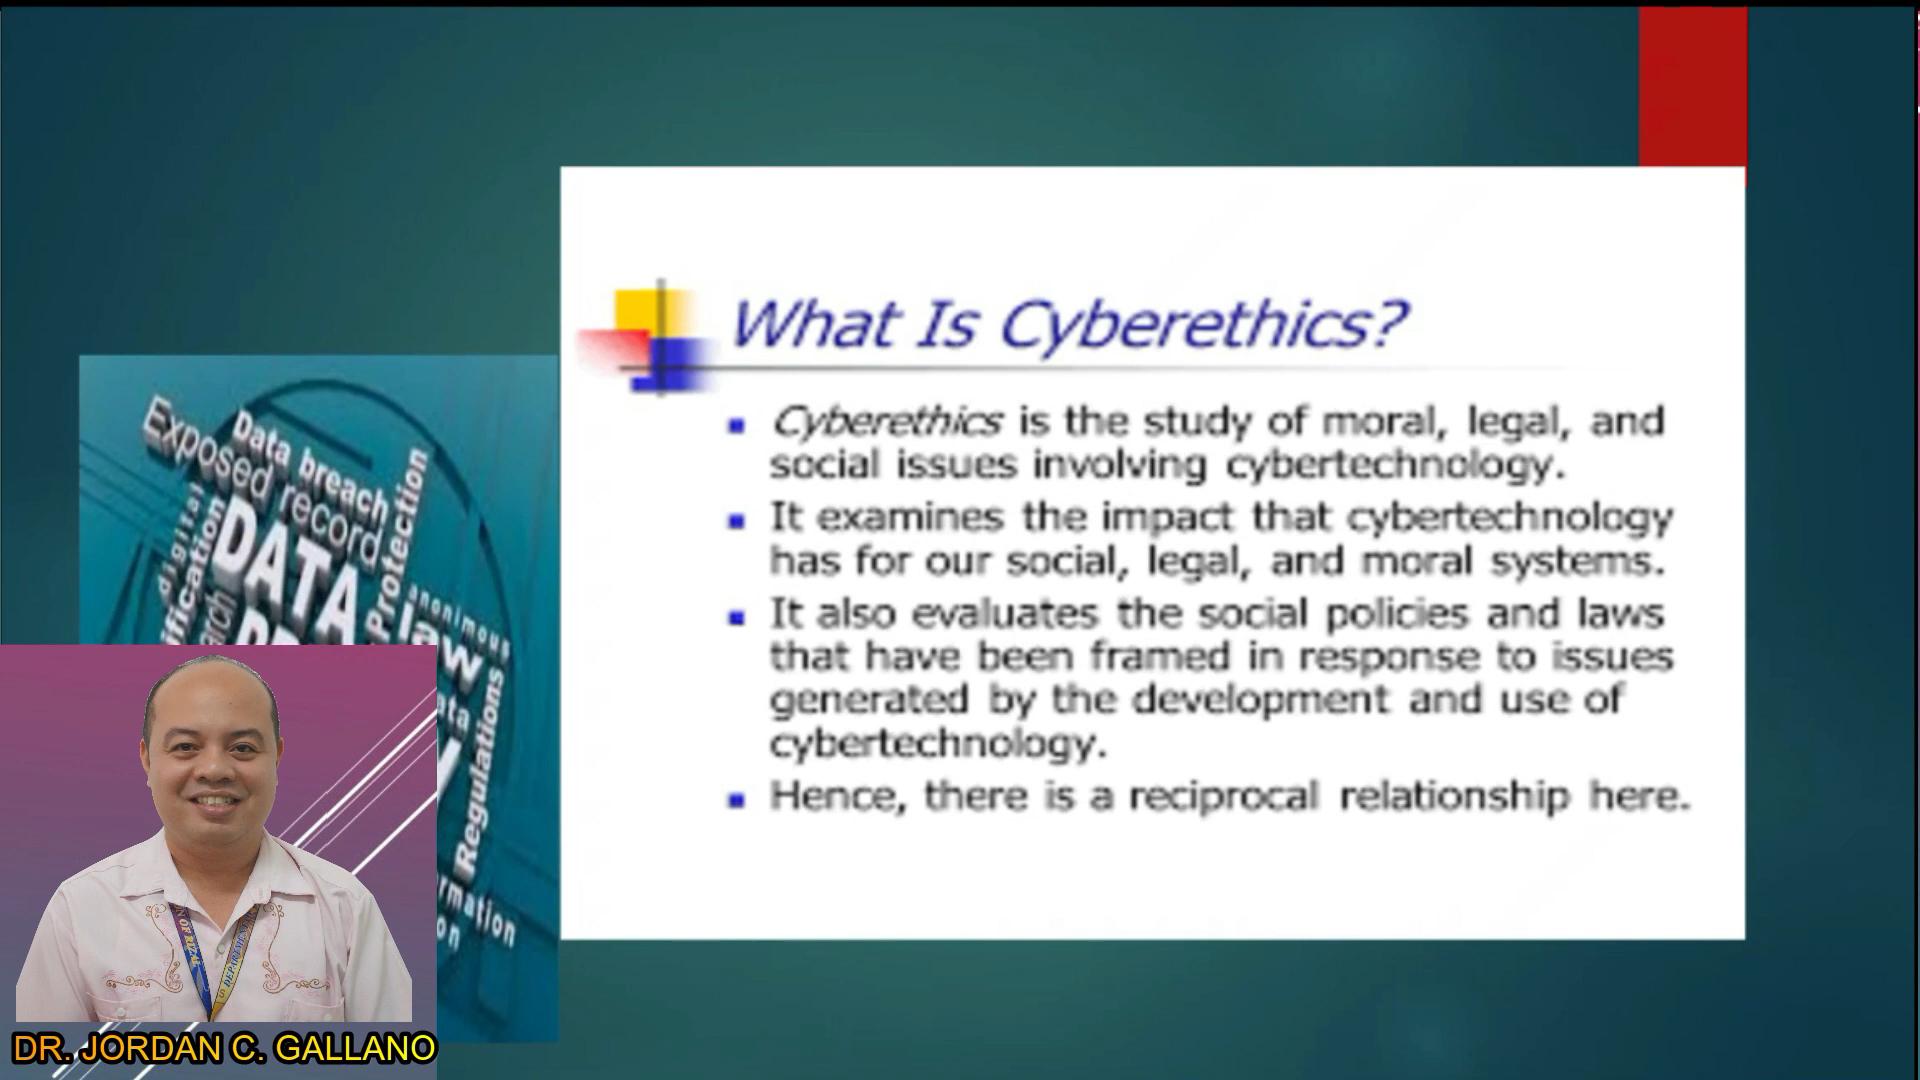 What Is Cyberethics?
Cyberethics is the study of moral, legal, and
social issues involving cybertechnology.
It examines the impact that cybertechnology
has for our social, legal, and moral systems.
It also evaluates the social policies and laws
that have been framed in response to issues
generated by the development and use of
cybertechnology.
Hence, there is a reciprocal relationship here.
Data breach
Exposed record
digital
DATA
Protection
anonimous
law
Regulations
DR. JORDAN C. GALLANO